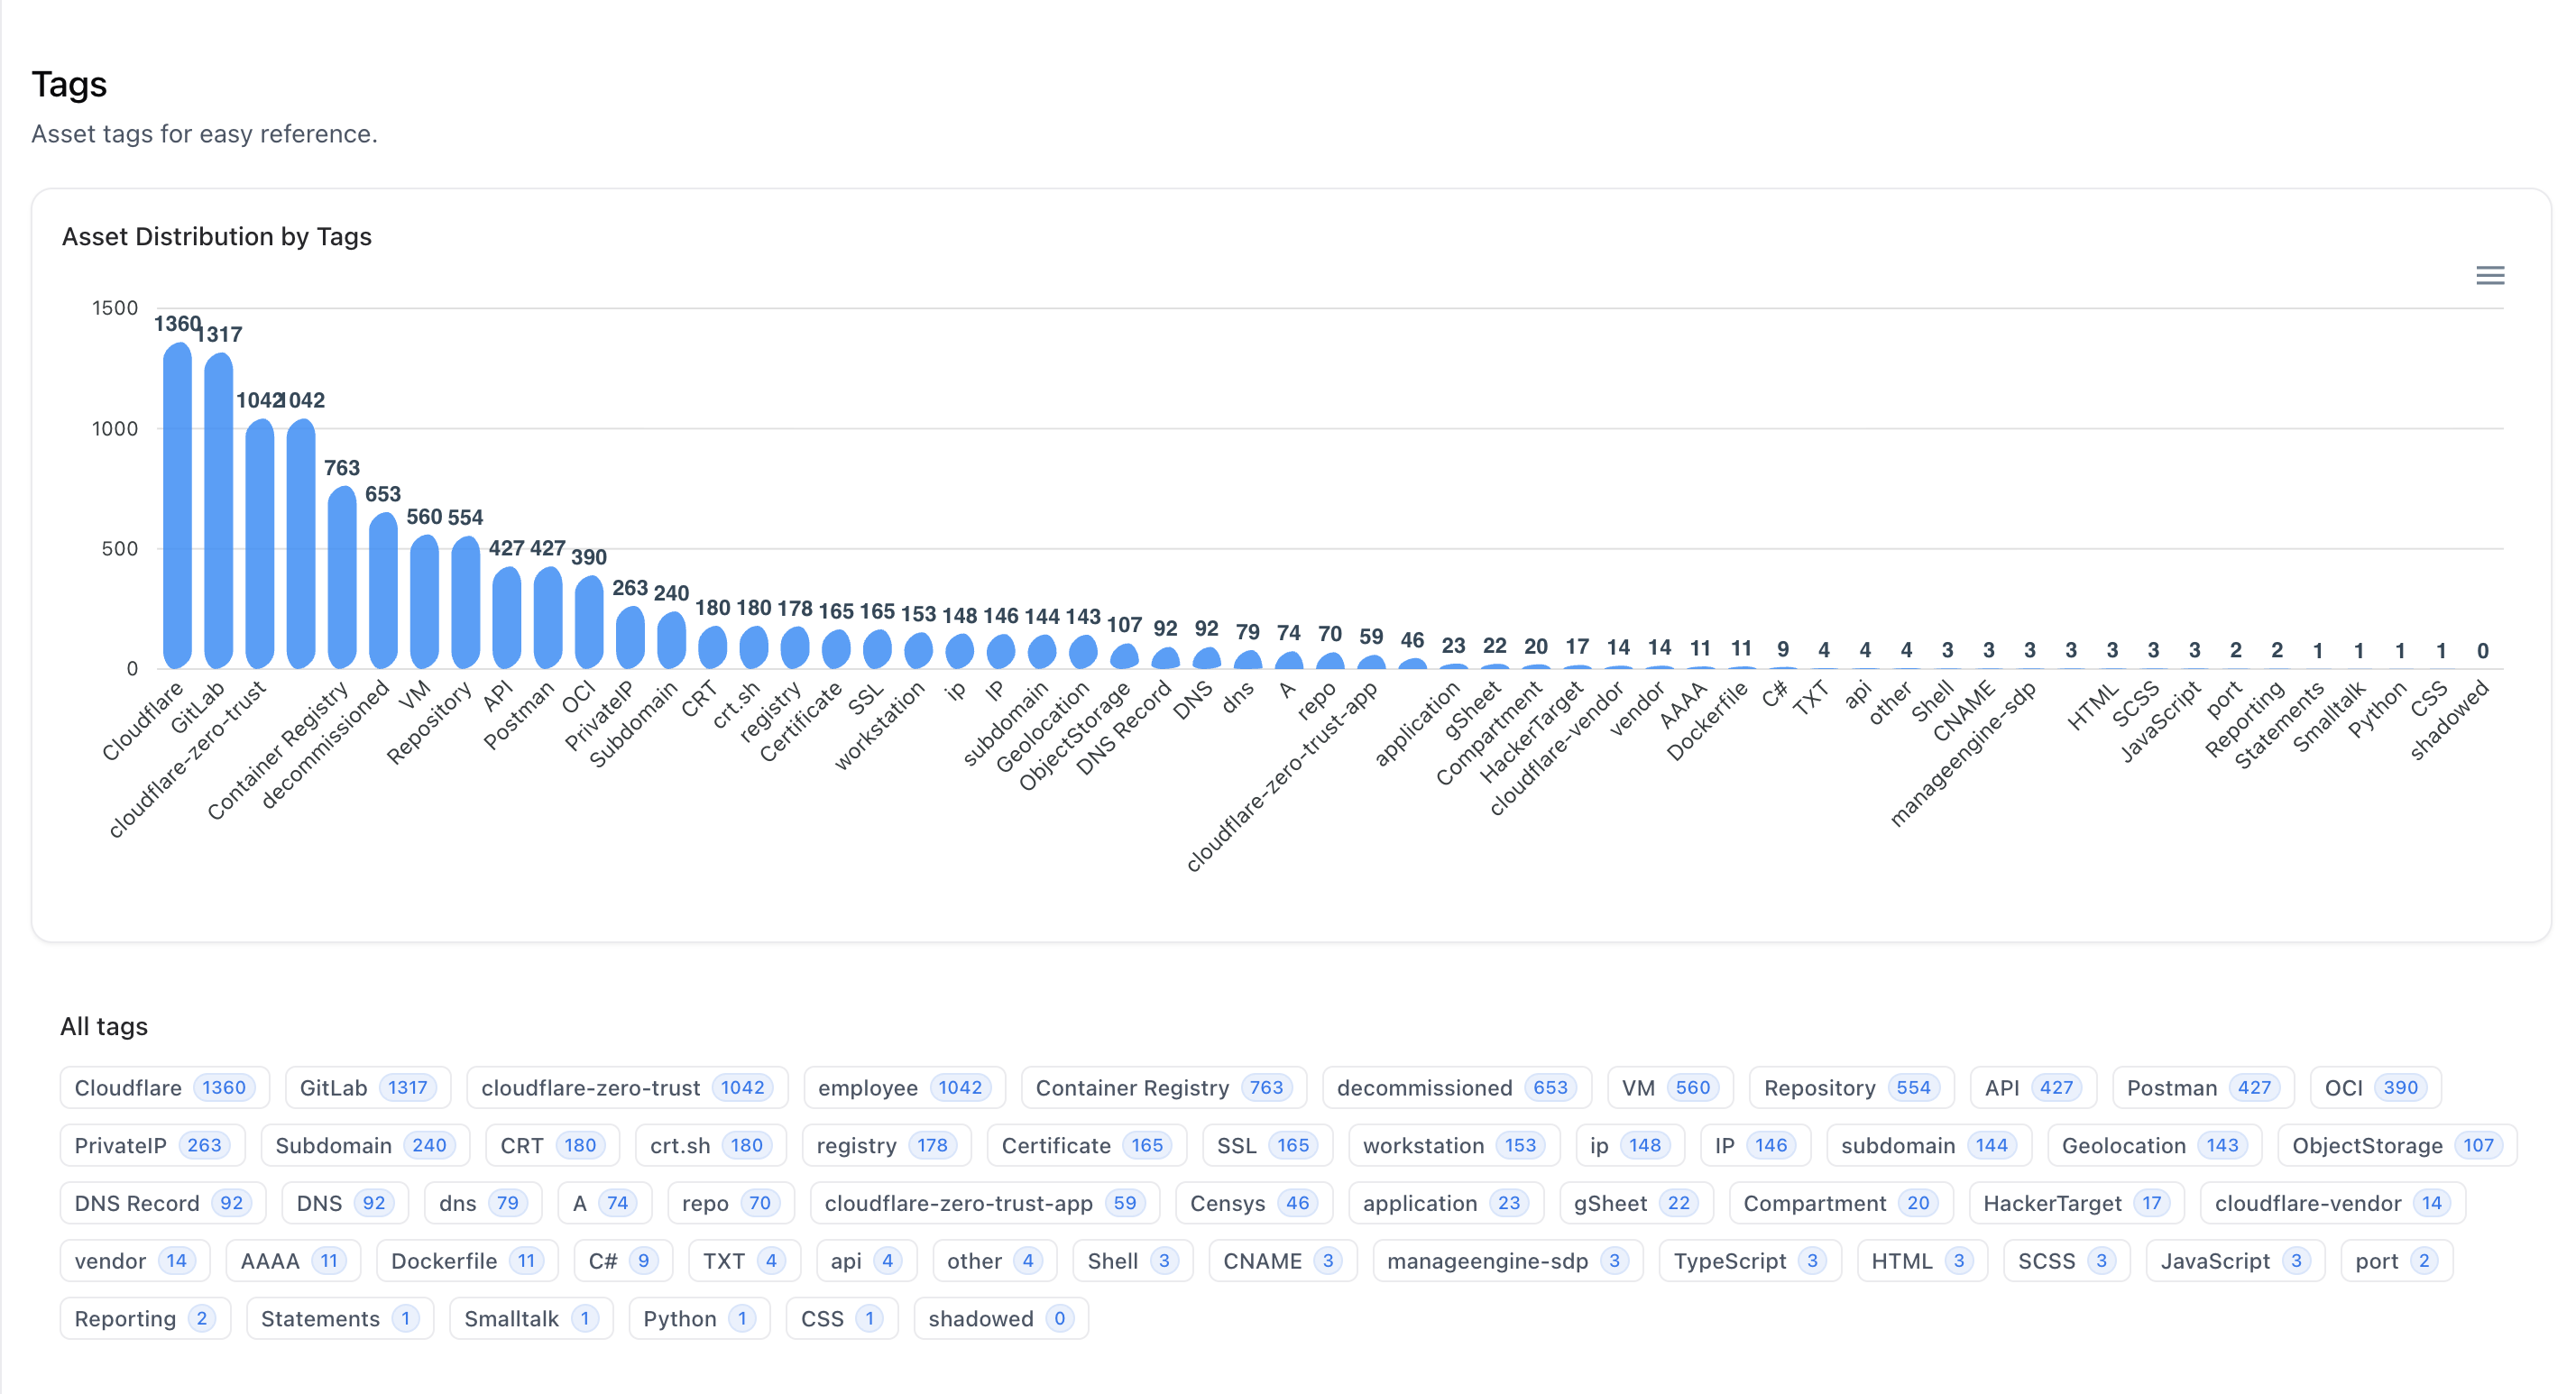 Tags
Asset tags for easy reference.
Asset Distribution by Tags
1500
1000
500
0
1360 1317 1042 1042 763 653 560 554 427 427 390 263 240 180 180 178 165 165 153 148 146 144 143 107 92 92 79 74 70 59 46 23 22 20 17 14 14 11 11 9 4 4 4 3 3 3 3 3 3 3 2 2 1 1 1 1 0
Cloudflare GitLab cloudflare-zero-trust Container Registry decommissioned VM Repository API Postman OCI PrivateIP Subdomain CRT crt.sh registry Certificate SSL workstation ip IP subdomain Geolocation ObjectStorage DNS Record DNS dns A repo cloudflare-zero-trust-app application gSheet Compartment HackerTarget cloudflare-vendor vendor AAAA Dockerfile C# TXT api other Shell CNAME manageengine-sdp HTML SCSS JavaScript port Reporting Statements Smalltalk Python CSS shadowed
All tags
Cloudflare 1360 GitLab 1317 cloudflare-zero-trust 1042 employee 1042 Container Registry 763 decommissioned 653 VM 560 Repository 554 API 427 Postman 427 OCI 390
PrivateIP 263 Subdomain 240 CRT 180 crt.sh 180 registry 178 Certificate 165 SSL 165 workstation 153 ip 148 IP 146 subdomain 144 Geolocation 143 ObjectStorage 107
DNS Record 92 DNS 92 dns 79 A 74 repo 70 cloudflare-zero-trust-app 59 Censys 46 application 23 gSheet 22 Compartment 20 HackerTarget 17 cloudflare-vendor 14
vendor 14 AAAA 11 Dockerfile 11 C# 9 TXT 4 api 4 other 4 Shell 3 CNAME 3 manageengine-sdp 3 TypeScript 3 HTML 3 SCSS 3 JavaScript 3 port 2
Reporting 2 Statements 1 Smalltalk 1 Python 1 CSS 1 shadowed 0